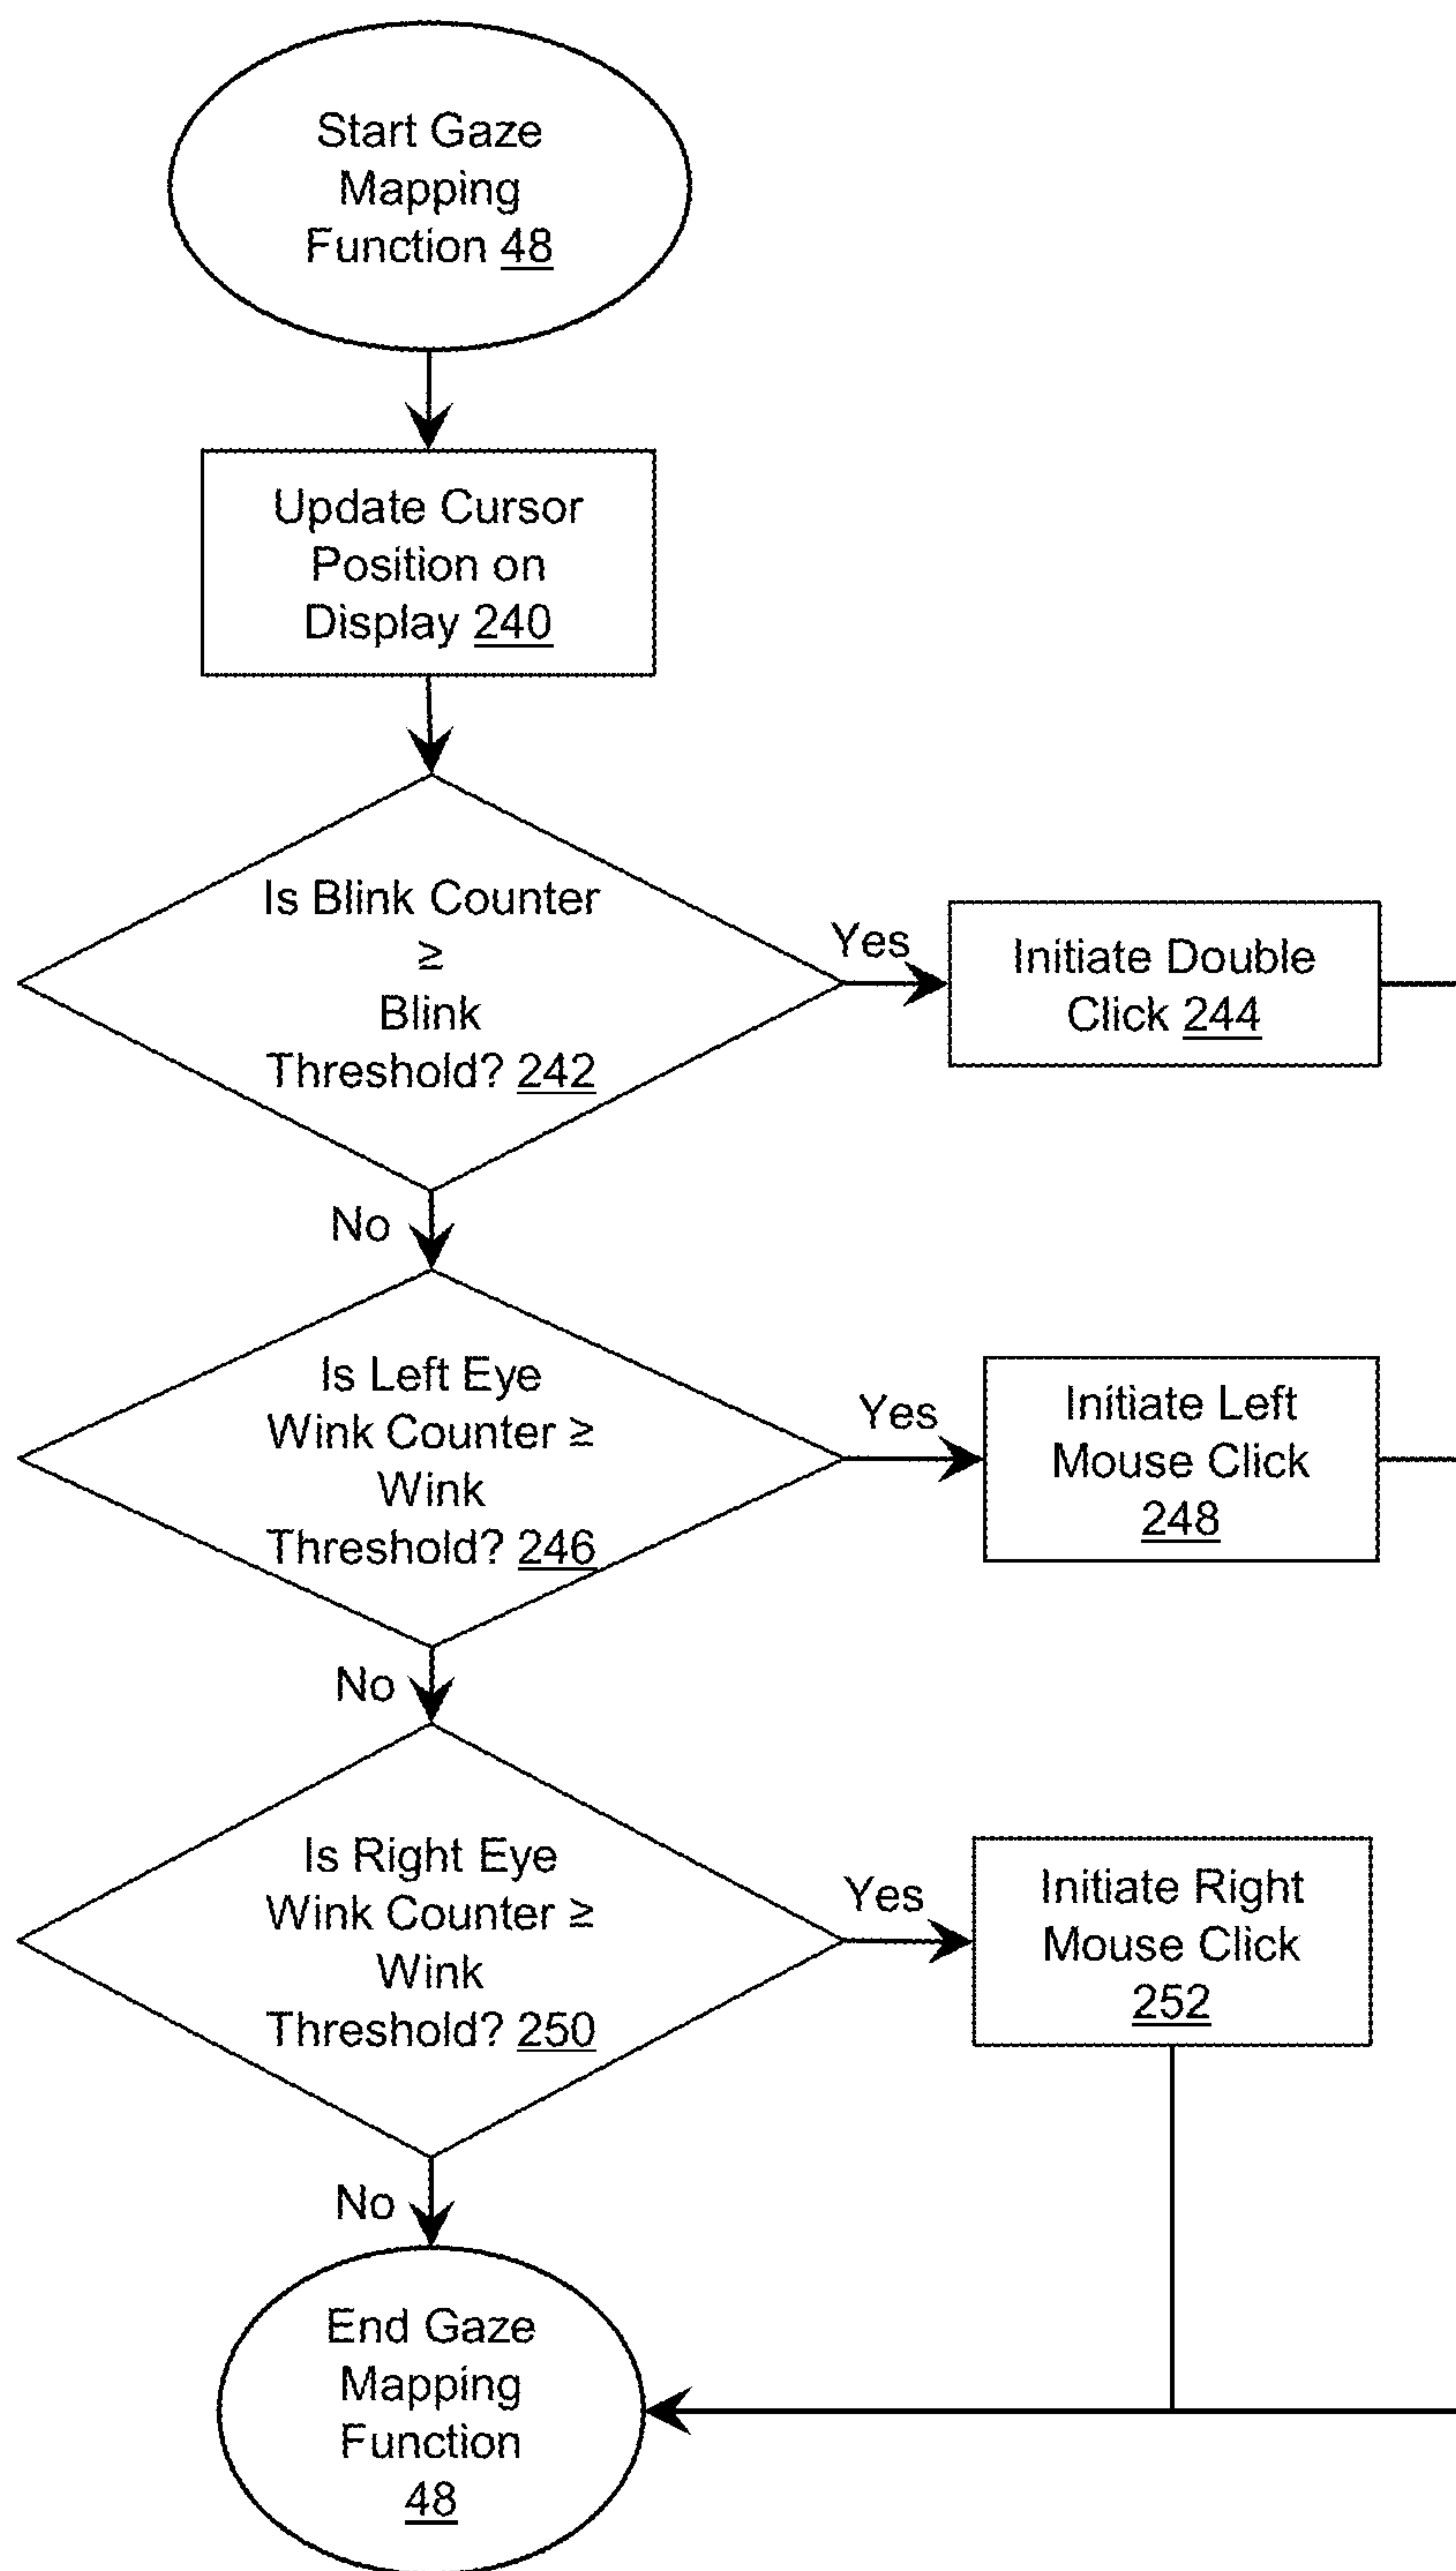 Start Gaze
Mapping
Function 48
Update Cursor
Position on
Display 240
Is Blink Counter
≥
Blink
Threshold? 242
Yes
Initiate Double
Click 244
No
Is Left Eye
Wink Counter ≥
Wink
Threshold? 246
Yes
Initiate Left
Mouse Click
248
No
Is Right Eye
Wink Counter ≥
Wink
Threshold? 250
Yes
Initiate Right
Mouse Click
252
No
End Gaze
Mapping
Function
48